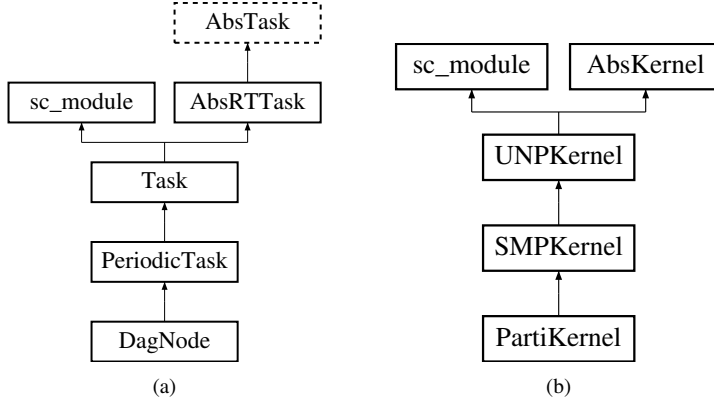 AbsTask
sc_module
AbsRTTask
Task
PeriodicTask
DagNode
(a)
sc_module
AbsKernel
UNPKernel
SMPKernel
PartiKernel
(b)